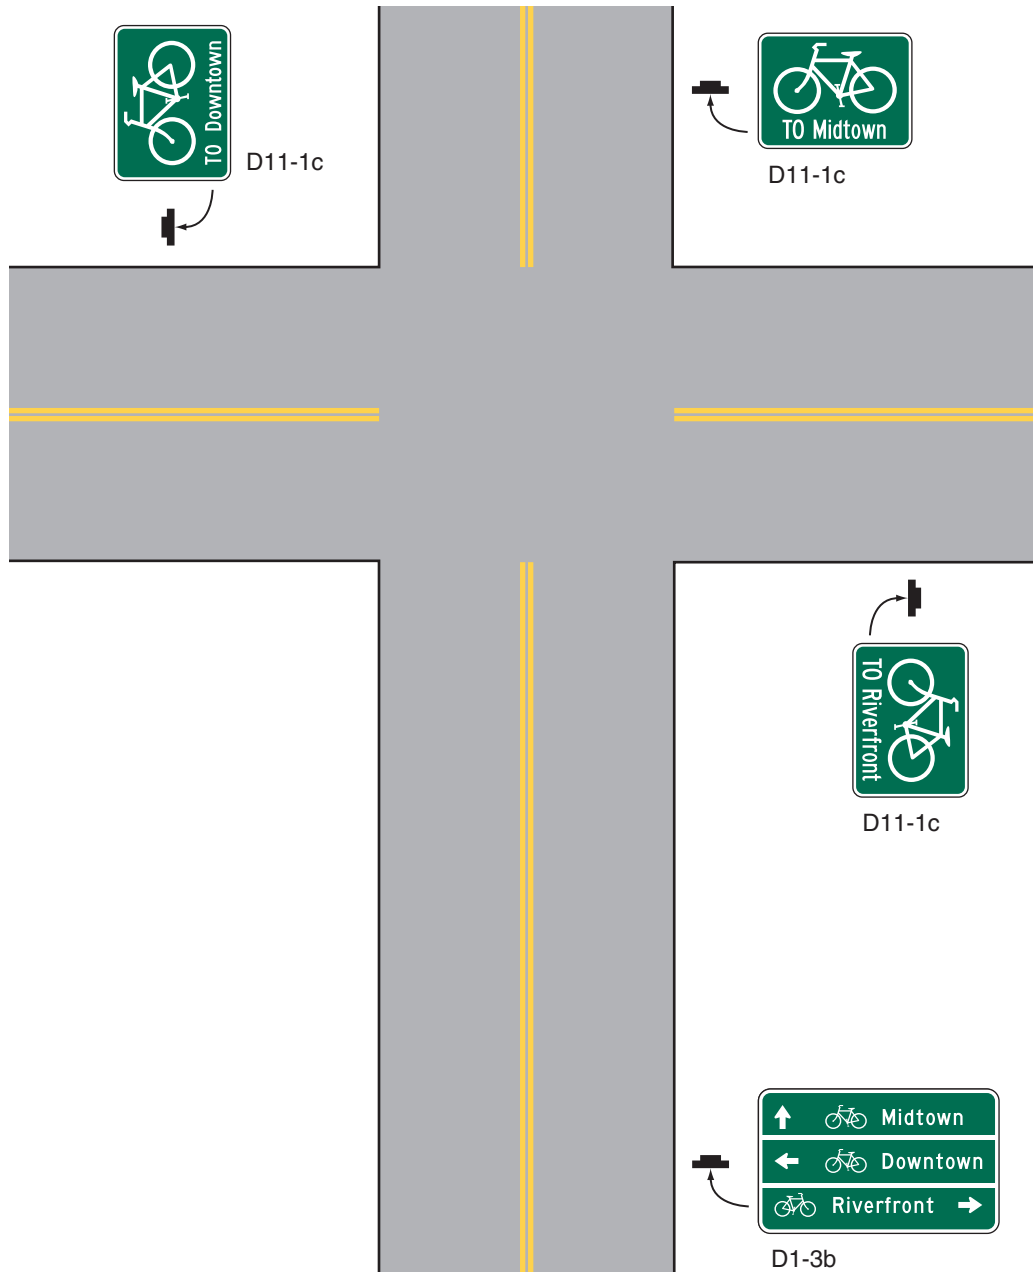 TO Downtown
D11-1c
TO Midtown
D11-1c
TO Riverfront
D11-1c
Midtown
Downtown
Riverfront
D1-3b